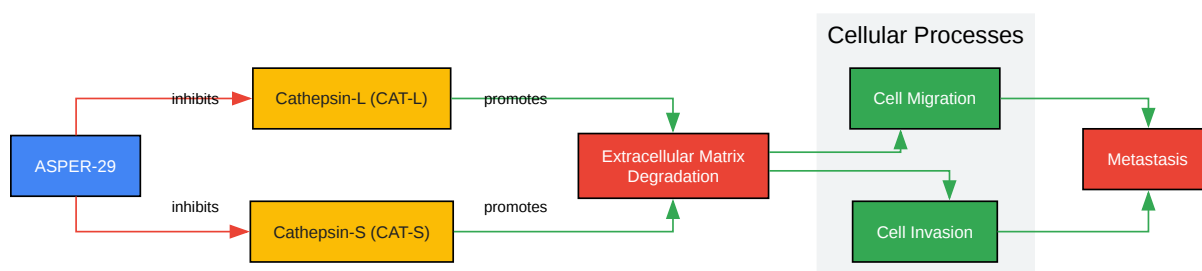 Cellular Processes
inhibits
Cathepsin-L (CAT-L)
promotes
Cell Migration
ASPER-29
Extracellular Matrix
Degradation
Metastasis
inhibits
Cathepsin-S (CAT-S)
promotes
Cell Invasion